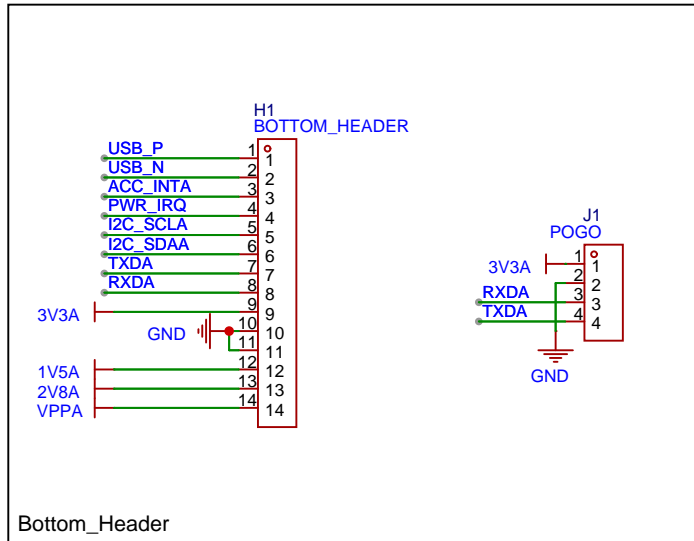 H1
BOTTOM_HEADER
USB_P 1 1
USB_N 2 2
ACC_INTA 3 3
PWR_IRQ 4 4
I2C_SCLA 5 5
I2C_SDAA 6 6
TXDA 7 7
RXDA 8 8
3V3A 9 9
GND 10 10
11 11
1V5A 12 12
2V8A 13 13
VPPA 14 14
J1
POGO
3V3A 1 1
2 2
RXDA 3 3
TXDA 4 4
GND
Bottom_Header